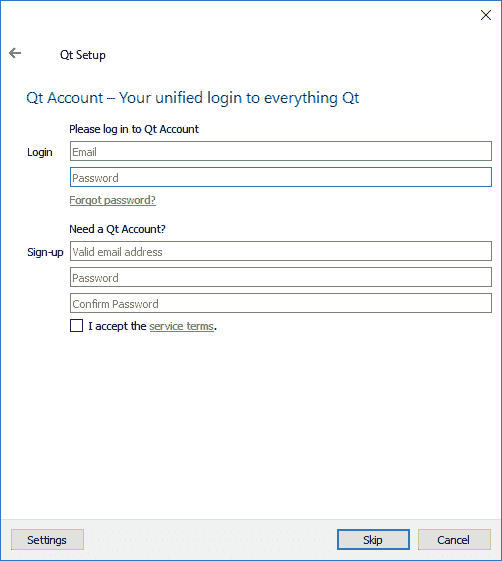 Qt Setup
Qt Account – Your unified login to everything Qt
Please log in to Qt Account
Login
Email
Password
Forgot password?
Need a Qt Account?
Sign-up
Valid email address
Password
Confirm Password
I accept the service terms.
Settings
Skip
Cancel